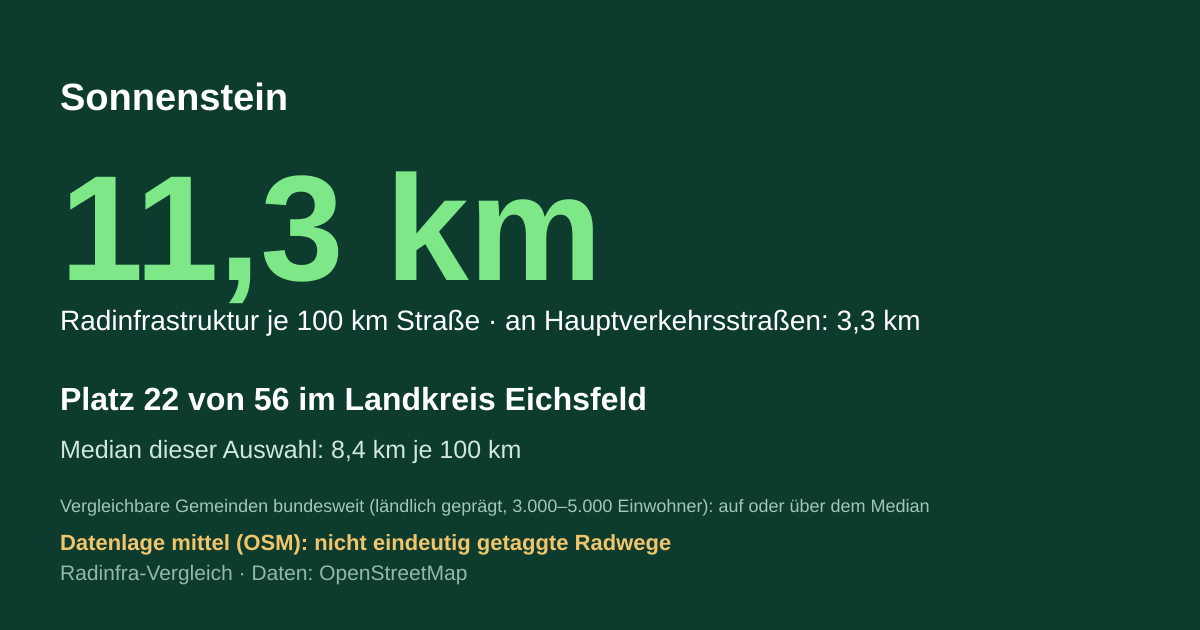 Sonnenstein
11,3 km
Radinfrastruktur je 100 km Straße · an Hauptverkehrsstraßen: 3,3 km
Platz 22 von 56 im Landkreis Eichsfeld
Median dieser Auswahl: 8,4 km je 100 km
Vergleichbare Gemeinden bundesweit (ländlich geprägt, 3.000–5.000 Einwohner): auf oder über dem Median
Datenlage mittel (OSM): nicht eindeutig getaggte Radwege
Radinfra-Vergleich · Daten: OpenStreetMap